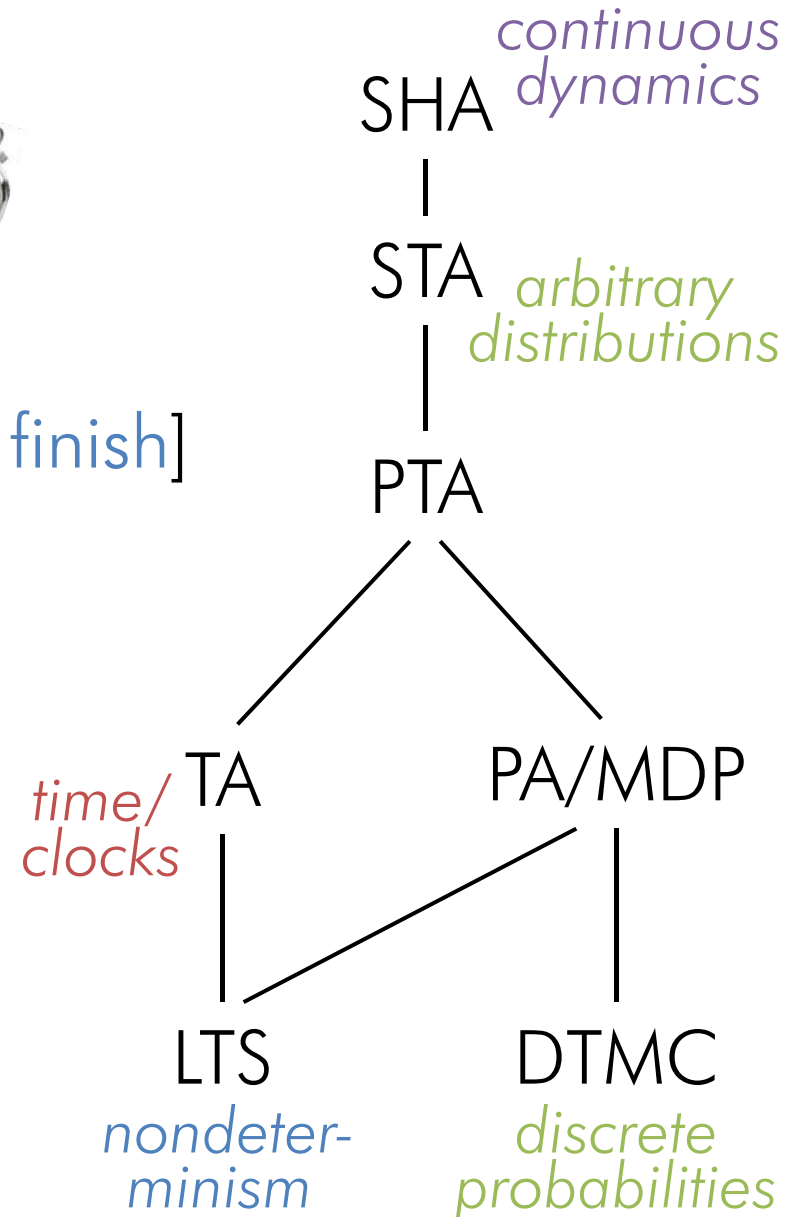 continuous
dynamics
SHA
STA
arbitrary
distributions
finish]
PTA
TA
PA/MDP
time/
clocks
LTS
DTMC
nondeter-
minism
discrete
probabilities